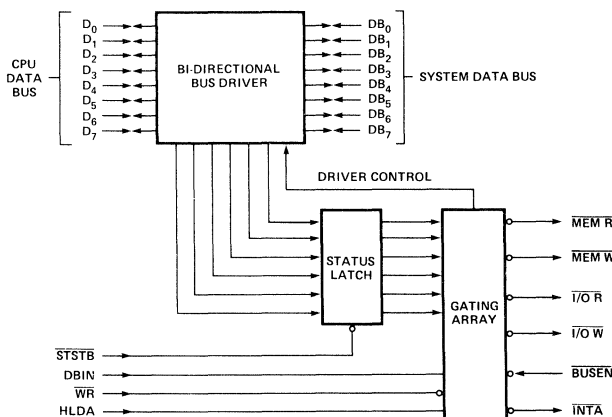 CPU
DATA
BUS
D0
D1
D2
D3
D4
D5
D6
D7
BI-DIRECTIONAL
BUS DRIVER
DB0
DB1
DB2
DB3
DB4
DB5
DB6
DB7
SYSTEM DATA BUS
DRIVER CONTROL
STATUS
LATCH
GATING
ARRAY
MEM R
MEM W
I/O R
I/O W
BUSEN
INTA
STSTB
DBIN
WR
HLDA